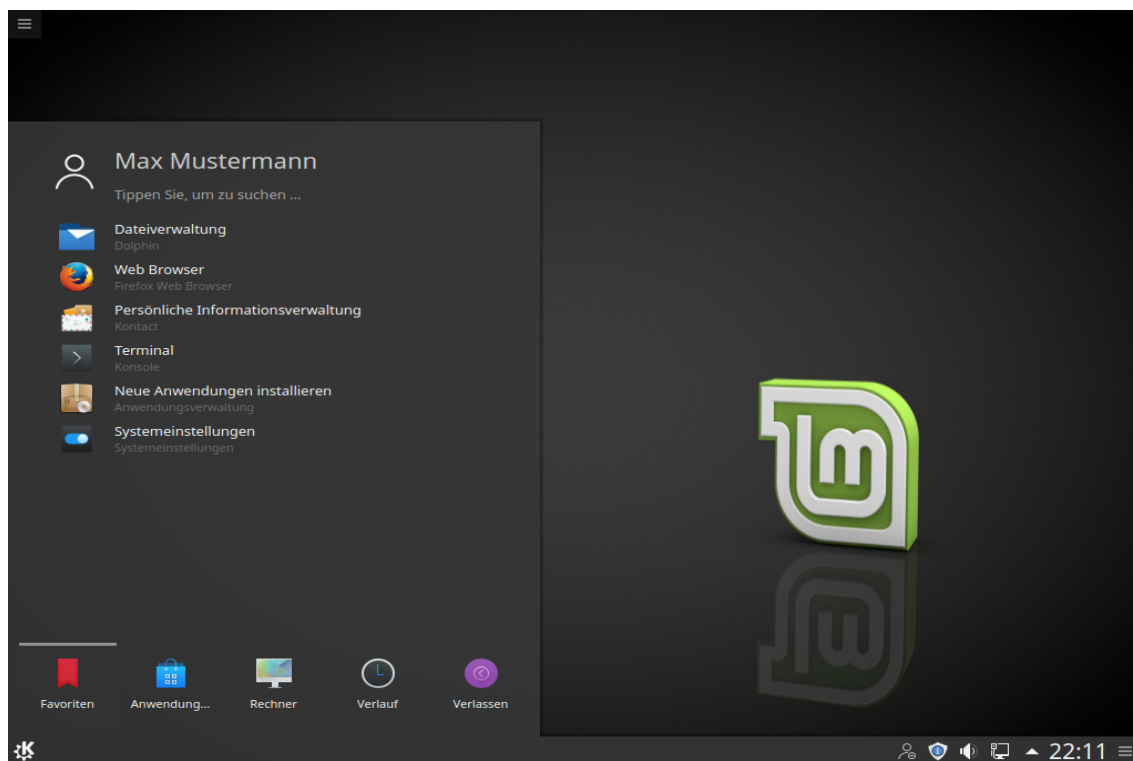 Max Mustermann
Tippen Sie, um zu suchen ...
Dateiverwaltung
Dolphin
Web Browser
Firefox Web Browser
Persönliche Informationsverwaltung
Kontact
Terminal
Konsole
Neue Anwendungen installieren
Anwendungsverwaltung
Systemeinstellungen
Systemeinstellungen
Favoriten Anwendung... Rechner Verlauf Verlassen
22:11